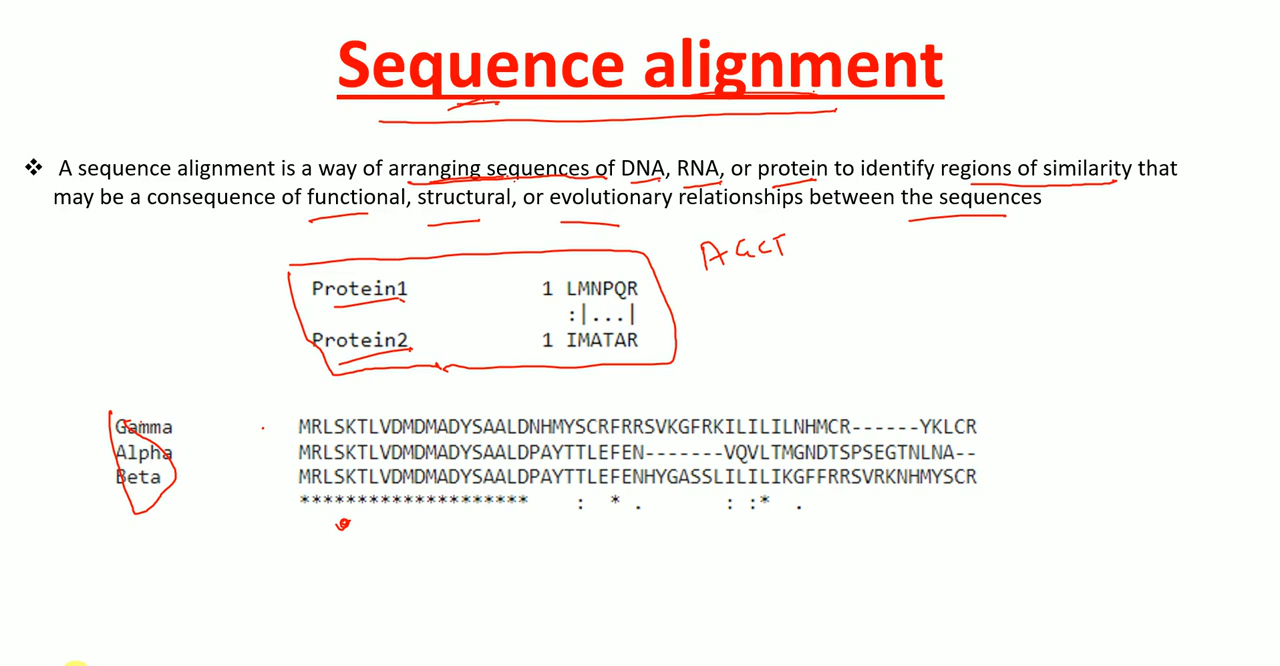 Sequence alignment
❖ A sequence alignment is a way of arranging sequences of DNA, RNA, or protein to identify regions of similarity that
may be a consequence of functional, structural, or evolutionary relationships between the sequences
AGCT
Protein1 1 LMNPQR
:|...|
Protein2 1 IMATAR
Gamma MRLSKTLVDMDMADYSAALDNHMYSCRFRRSVKGFRKILILILNHMCR------YKLCR
Alpha MRLSKTLVDMDMADYSAALDPAYTTLEFEN-------VQVLTMGNDTSPSEGTNLNA--
Beta MRLSKTLVDMDMADYSAALDPAYTTLEFENHYGASSLILILIKGFFRRSVRKNHMYSCR
******************** : * . : :* .